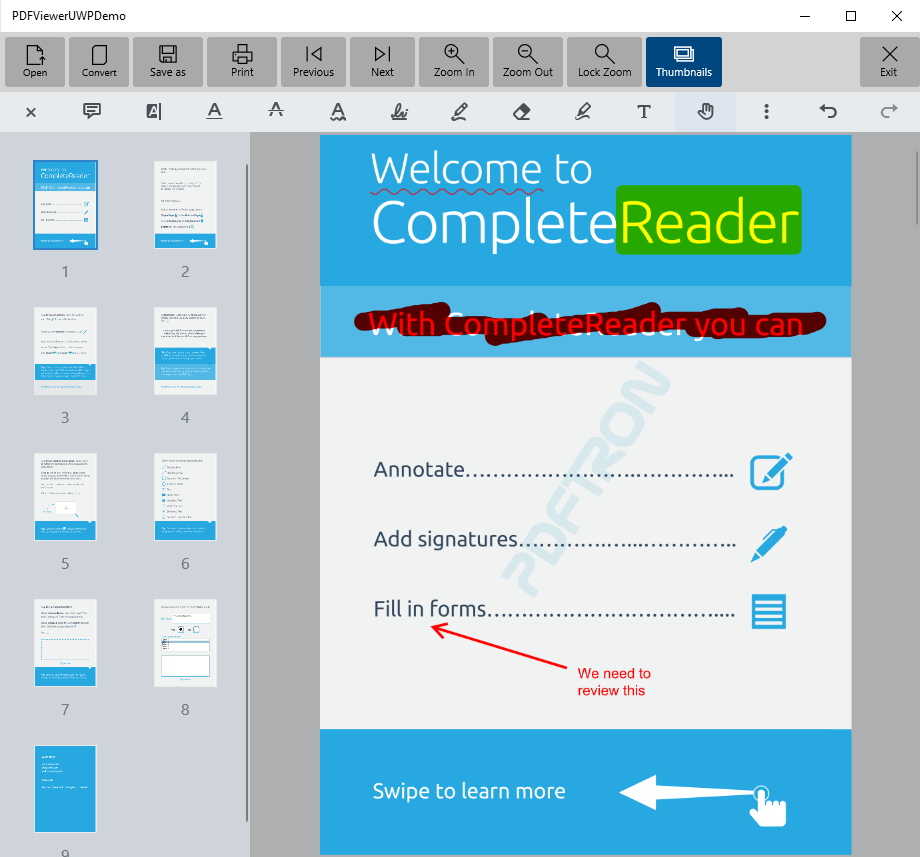 PDFViewerUWPDemo
Open Convert Save as Print Previous Next Zoom In Zoom Out Lock Zoom Thumbnails Exit
Welcome to
CompleteReader
With CompleteReader you can
PDFTRON
Annotate..........................................
Add signatures..................................
Fill in forms.......................................
We need to
review this
Swipe to learn more
1 2
3 4
5 6
7 8
9